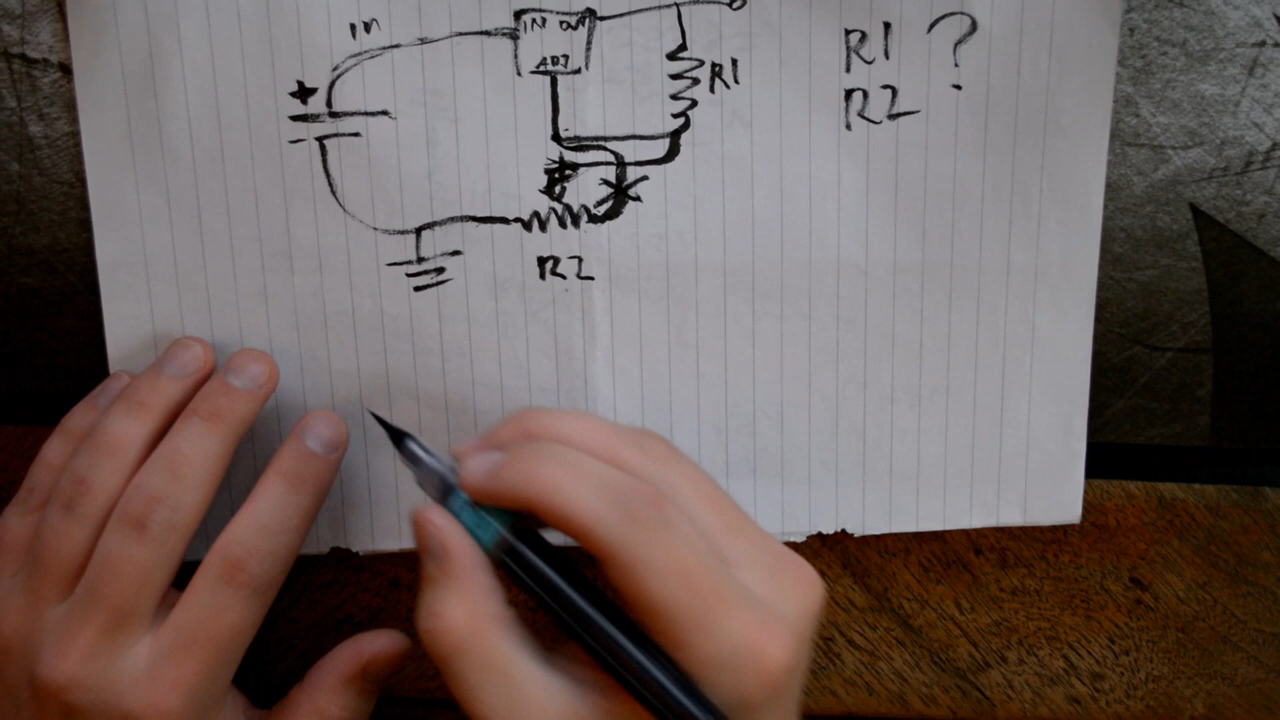 in
IN OUT
ADJ
+
R1
R2
R1 ?
R2